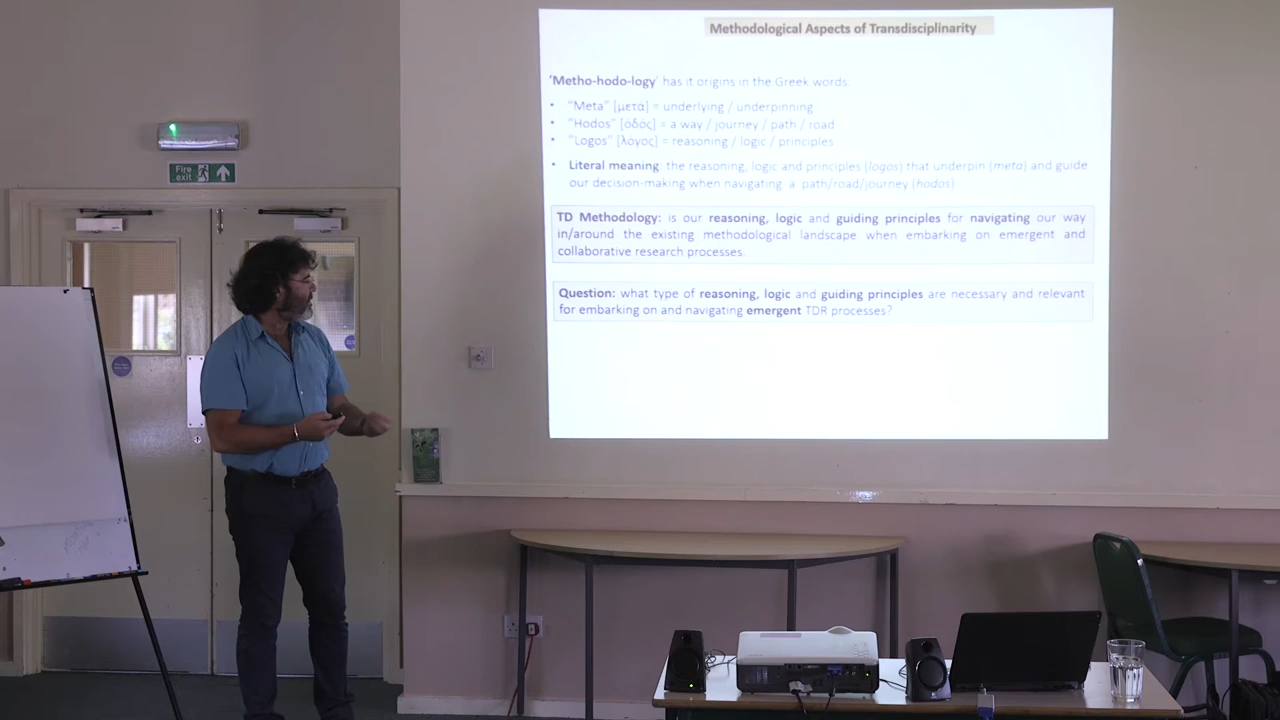 Methodological Aspects of Transdisciplinarity
'Metho-hodo-logy' has it origins in the Greek words:
• "Meta" [μετα] = underlying / underpinning
• "Hodos" [ὁδὸς] = a way / journey / path / road
• "Logos" [λογος] = reasoning / logic / principles
• Literal meaning: the reasoning, logic and principles (logos) that underpin (meta) and guide
our decision-making when navigating a path/road/journey (hodos)
TD Methodology: is our reasoning, logic and guiding principles for navigating our way
in/around the existing methodological landscape when embarking on emergent and
collaborative research processes.
Question: what type of reasoning, logic and guiding principles are necessary and relevant
for embarking on and navigating emergent TDR processes?
Fire
exit